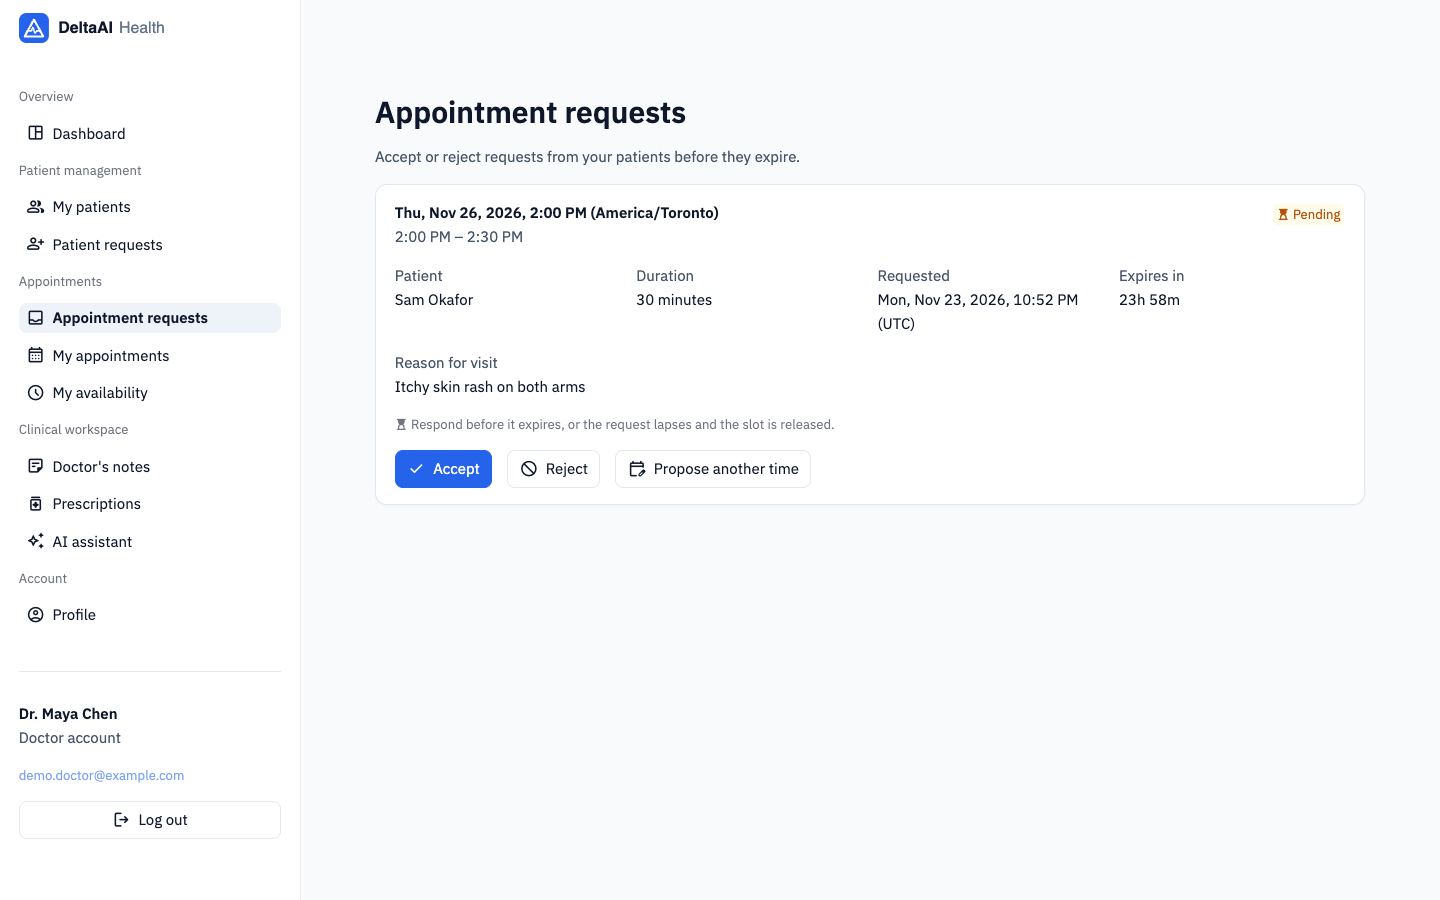 DeltaAI Health
Overview
Dashboard
Patient management
My patients
Patient requests
Appointments
Appointment requests
My appointments
My availability
Clinical workspace
Doctor's notes
Prescriptions
AI assistant
Account
Profile
Dr. Maya Chen
Doctor account
demo.doctor@example.com
Log out
Appointment requests
Accept or reject requests from your patients before they expire.
Thu, Nov 26, 2026, 2:00 PM (America/Toronto)
Pending
2:00 PM – 2:30 PM
Patient
Sam Okafor
Duration
30 minutes
Requested
Mon, Nov 23, 2026, 10:52 PM
(UTC)
Expires in
23h 58m
Reason for visit
Itchy skin rash on both arms
Respond before it expires, or the request lapses and the slot is released.
Accept
Reject
Propose another time